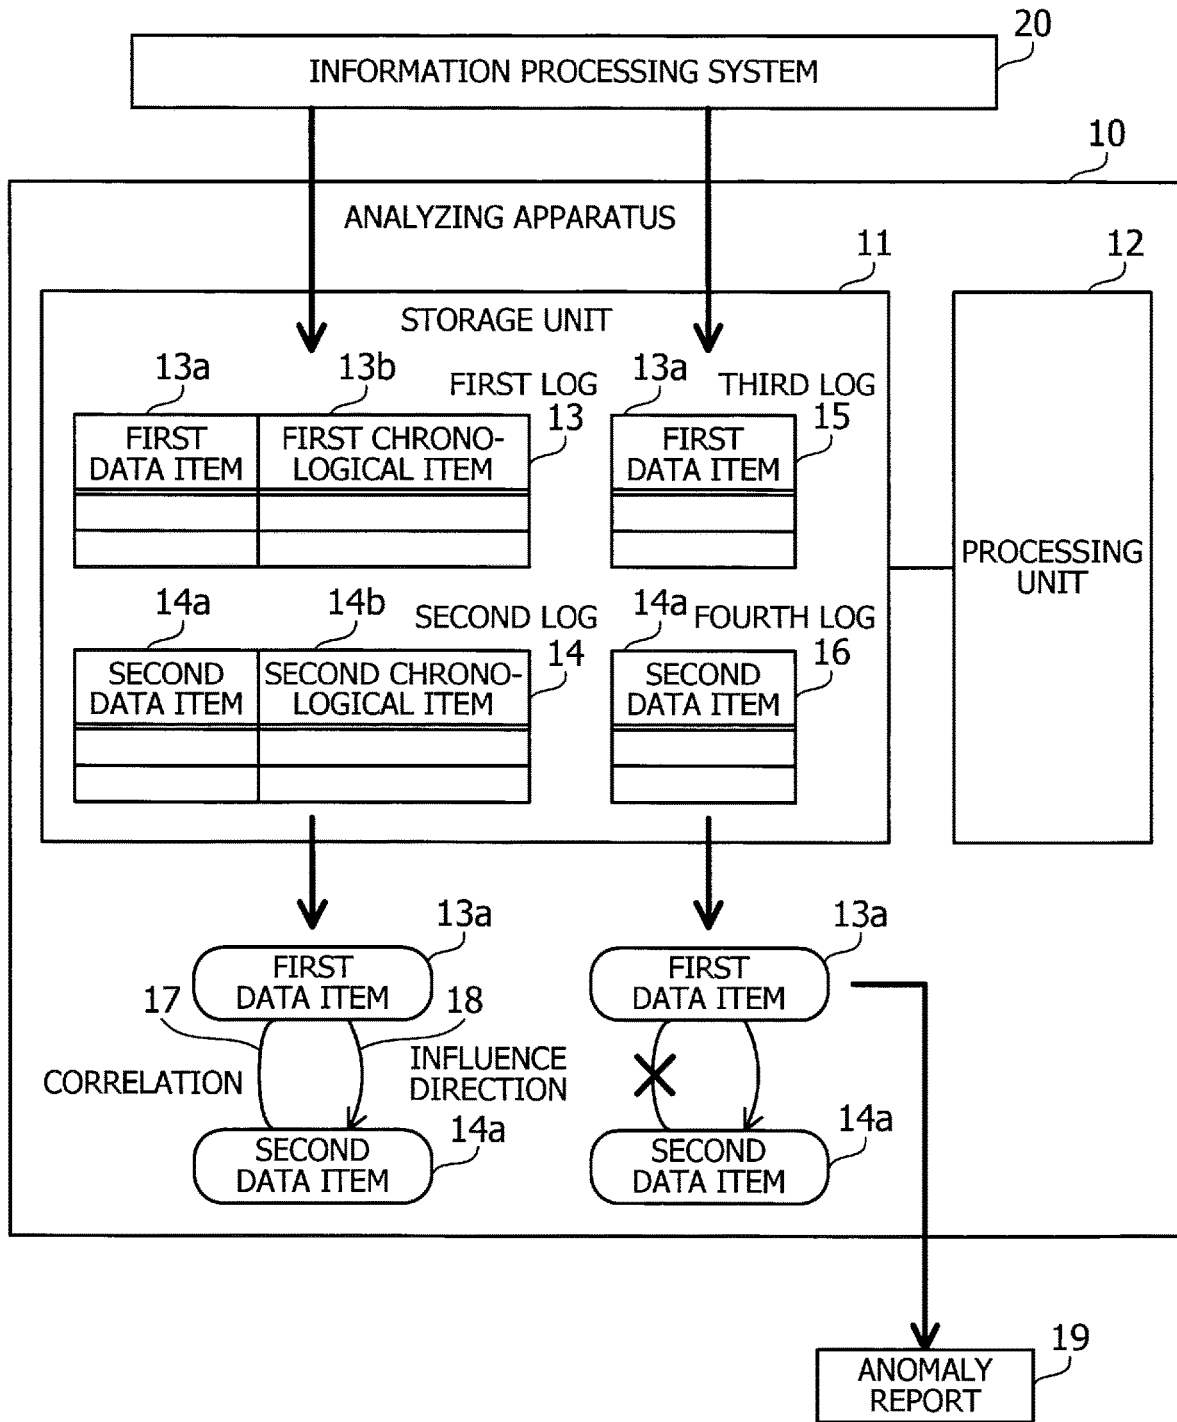 20
INFORMATION PROCESSING SYSTEM
10
ANALYZING APPARATUS
11
12
STORAGE UNIT
13a
13b
FIRST LOG
13
13a
THIRD LOG
15
FIRST
DATA ITEM
FIRST CHRONO-
LOGICAL ITEM
FIRST
DATA ITEM
PROCESSING
UNIT
14a
14b
SECOND LOG
14
14a
FOURTH LOG
16
SECOND
DATA ITEM
SECOND CHRONO-
LOGICAL ITEM
SECOND
DATA ITEM
13a
FIRST
DATA ITEM
17
18
CORRELATION
INFLUENCE
DIRECTION
14a
SECOND
DATA ITEM
13a
FIRST
DATA ITEM
14a
SECOND
DATA ITEM
19
ANOMALY
REPORT